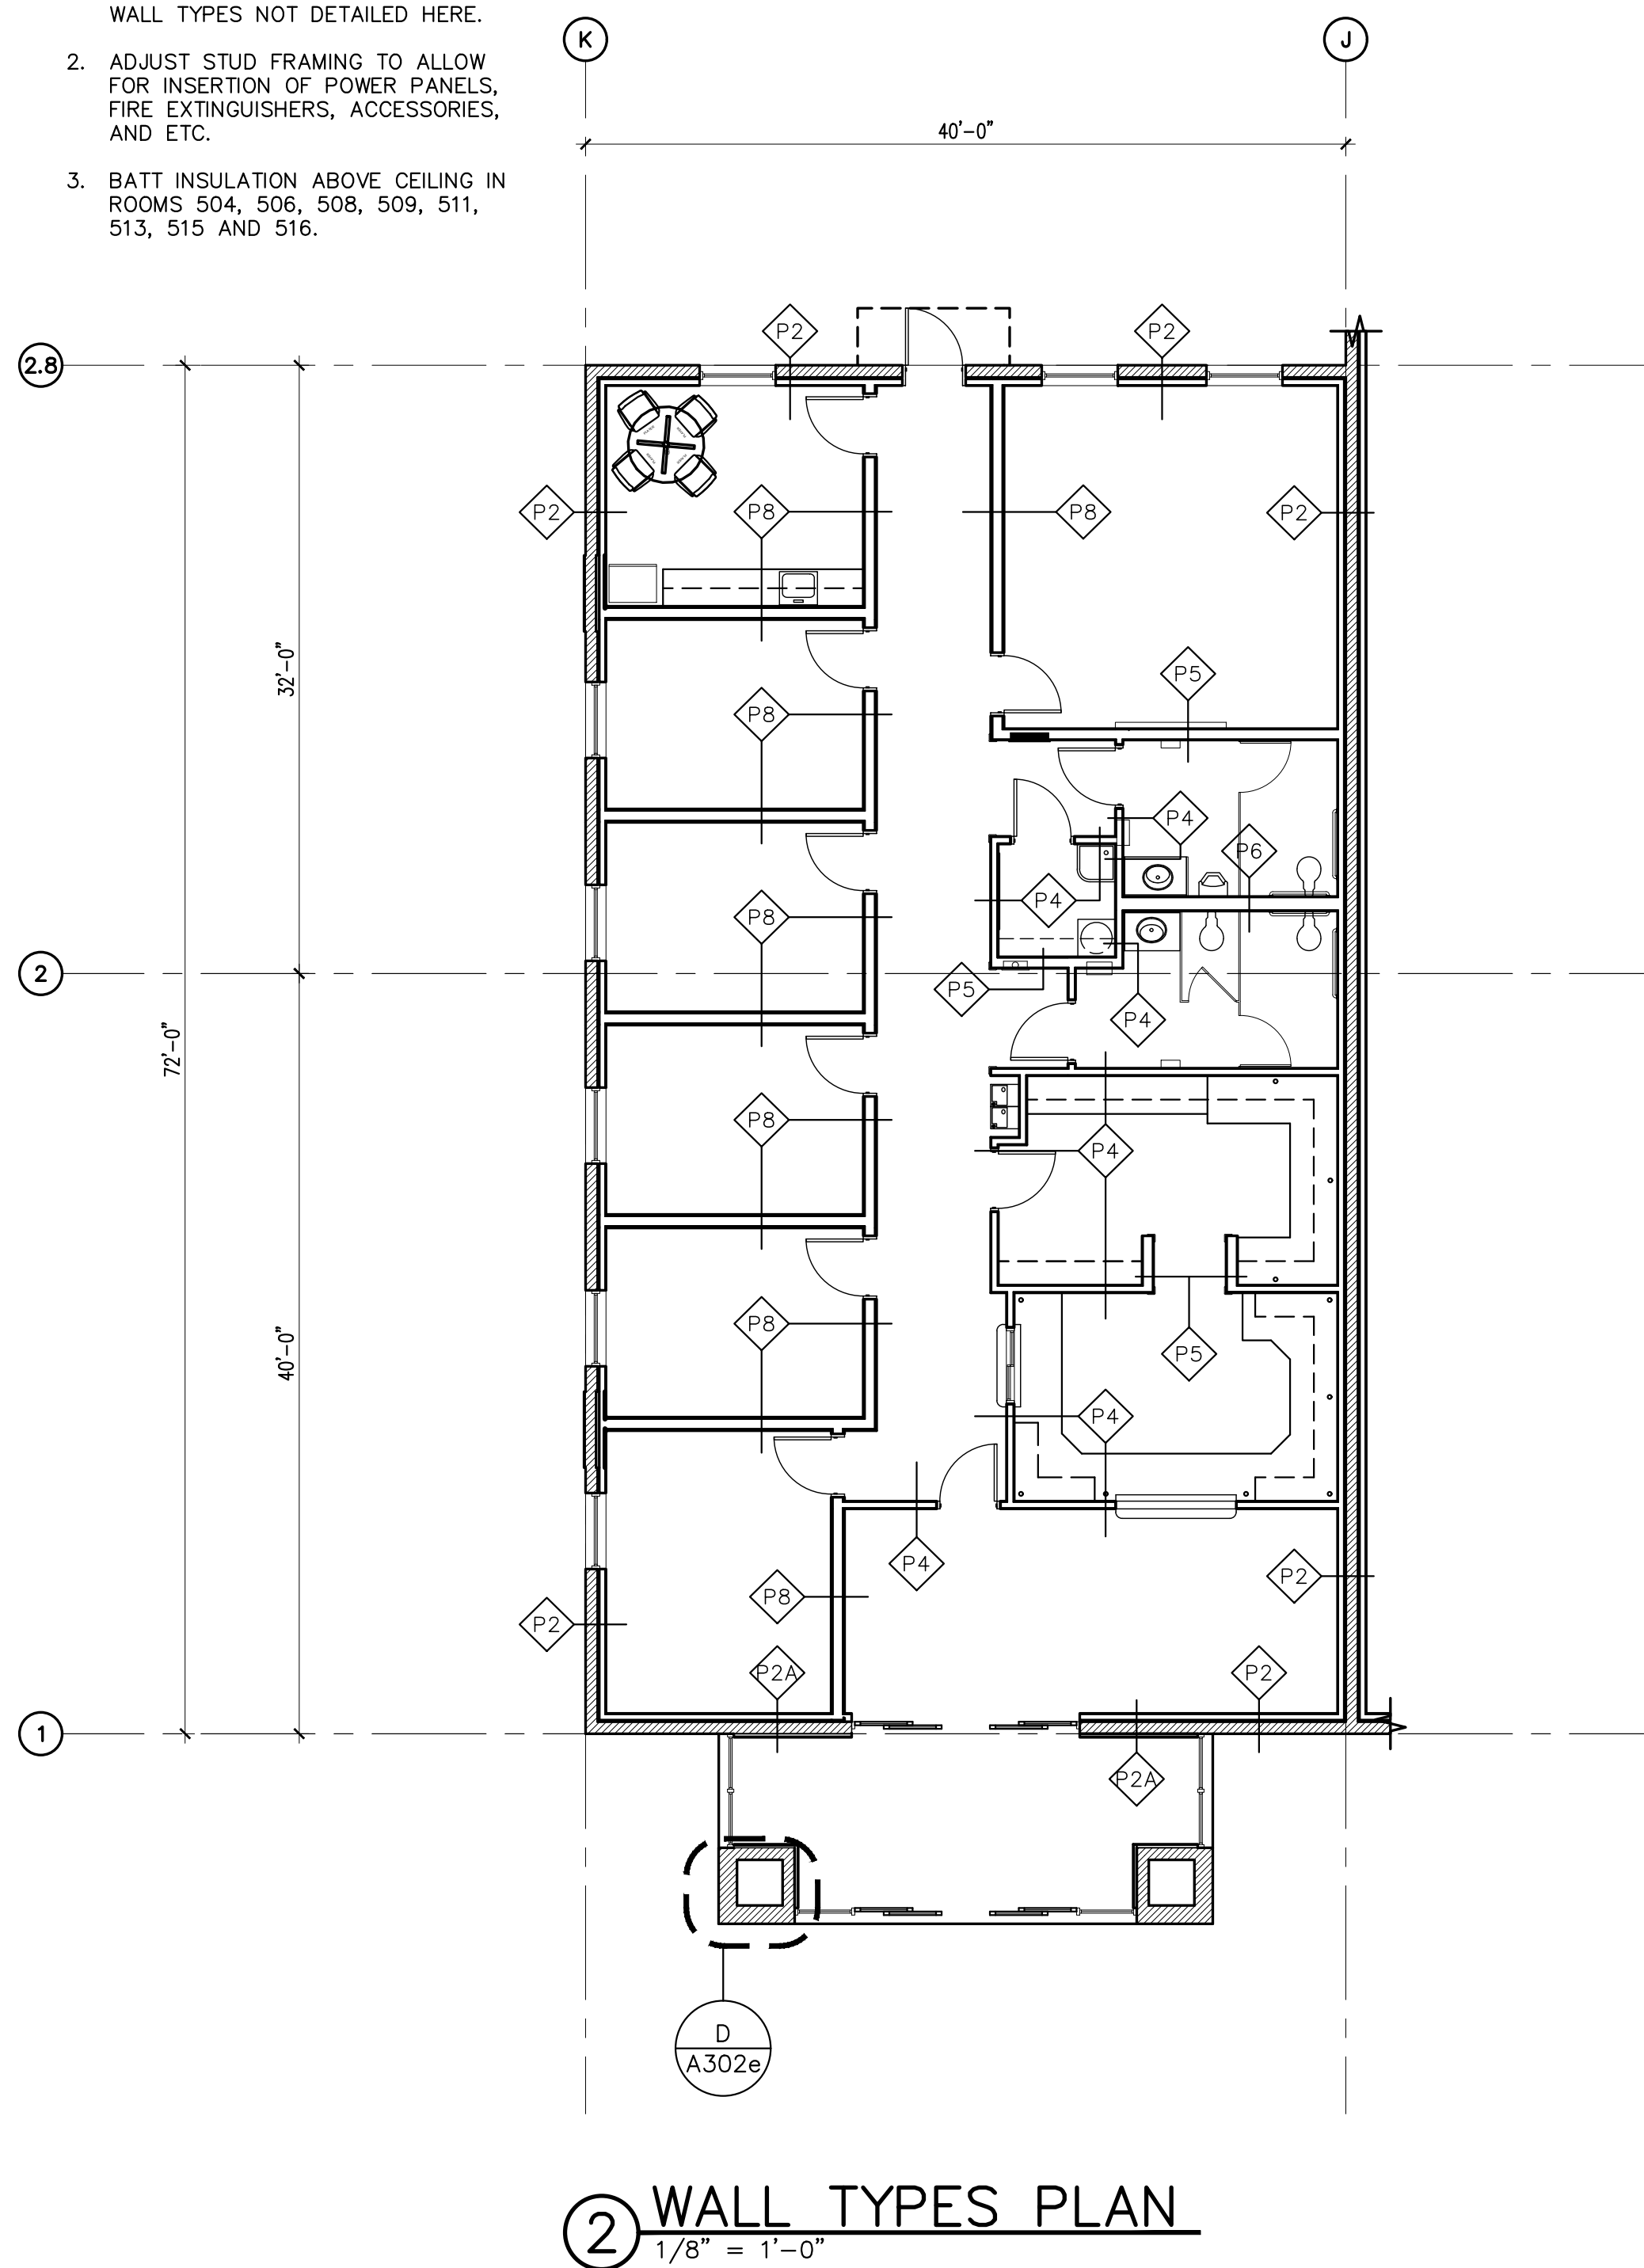 WALL TYPES NOT DETAILED HERE.
2. ADJUST STUD FRAMING TO ALLOW
FOR INSERTION OF POWER PANELS,
FIRE EXTINGUISHERS, ACCESSORIES,
AND ETC.
3. BATT INSULATION ABOVE CEILING IN
ROOMS 504, 506, 508, 509, 511,
513, 515 AND 516.
K
J
40'-0"
P2
P2
2.8
P2
P8
P8
P2
32'-0"
P5
P8
P4
P6
P4
P8
2
P5
P4
72'-0"
P8
P4
40'-0"
P8
P5
P4
P4
P2
P8
P2
P2A
P2
1
P2A
D
A302e
2
WALL TYPES PLAN
1/8" = 1'-0"